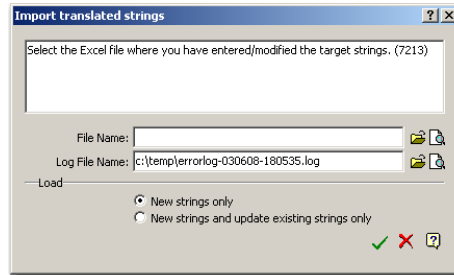 Import translated strings
Select the Excel file where you have entered/modified the target strings. (7213)
File Name:
Log File Name: c:\temp\errorlog-030608-180535.log
Load
New strings only
New strings and update existing strings only